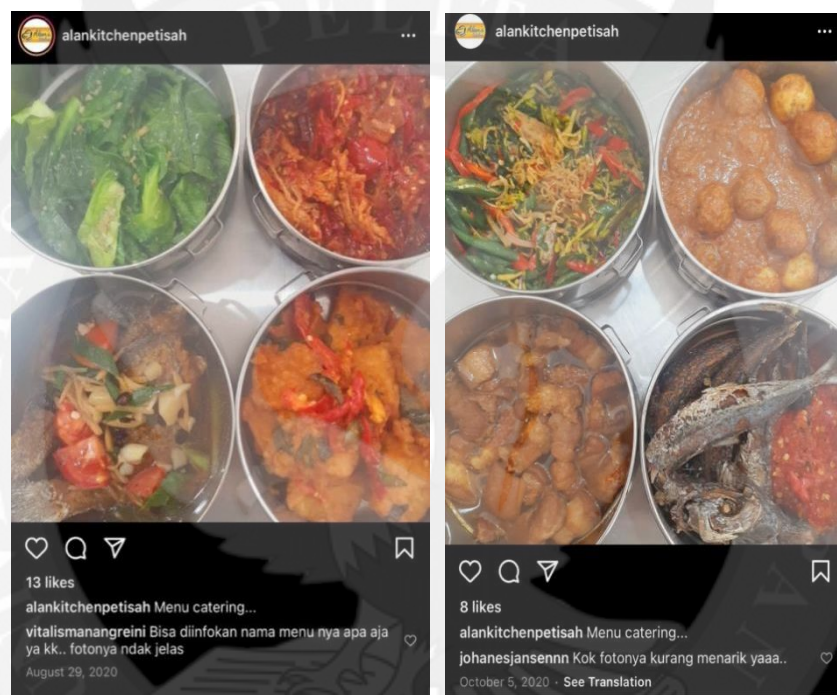 alankitchenpetisah
13 likes
alankitchenpetisah Menu catering...
vitalismanangreini Bisa diinfokan nama menu nya apa aja
ya kk.. fotonya ndak jelas
August 29, 2020
alankitchenpetisah
8 likes
alankitchenpetisah Menu catering...
johanesjansennn Kok fotonya kurang menarik yaaa..
October 5, 2020 · See Translation